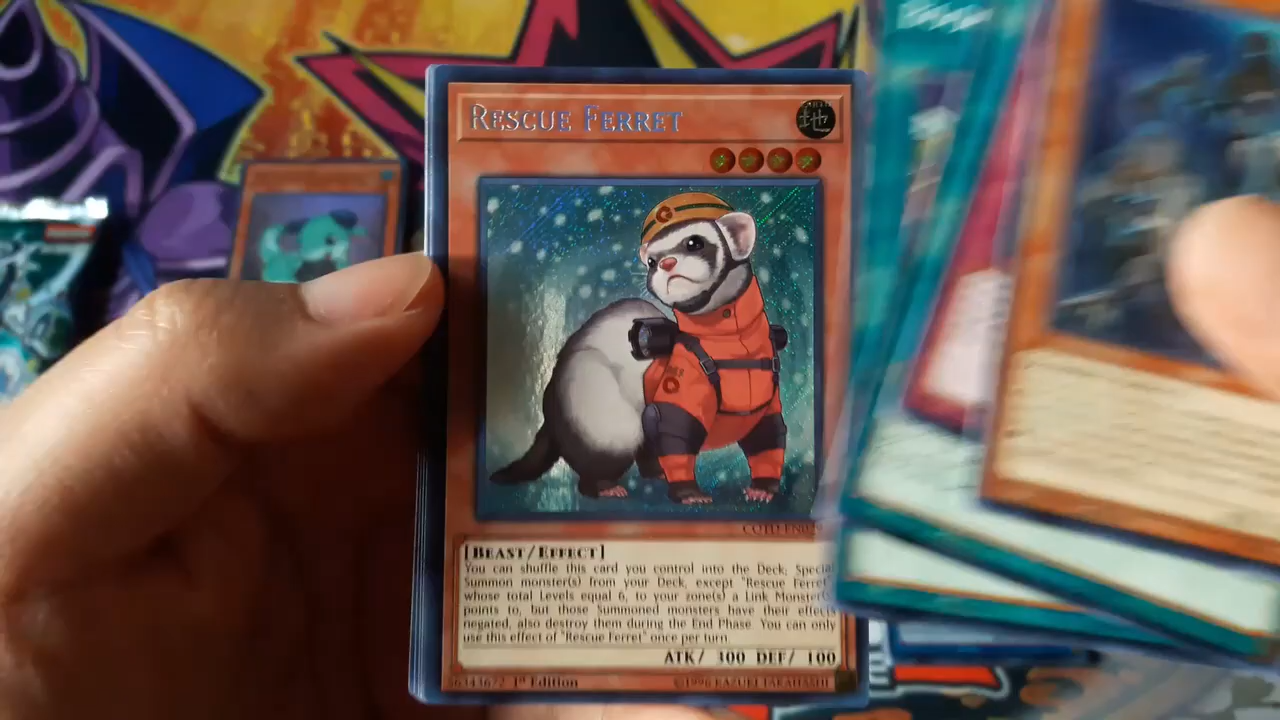 RESCUE FERRET
地
COTD-EN029
[BEAST/EFFECT]
You can shuffle this card you control into the Deck; Special
Summon monster(s) from your Deck, except "Rescue Ferret"
whose total Levels equal 6, to your zone(s) a Link Monster(s)
points to, but those Summoned monsters have their effects
negated, also destroy them during the End Phase. You can only
use this effect of "Rescue Ferret" once per turn.
ATK/ 300 DEF/ 100
56343672 1st Edition
©1996 KAZUKI TAKAHASHI